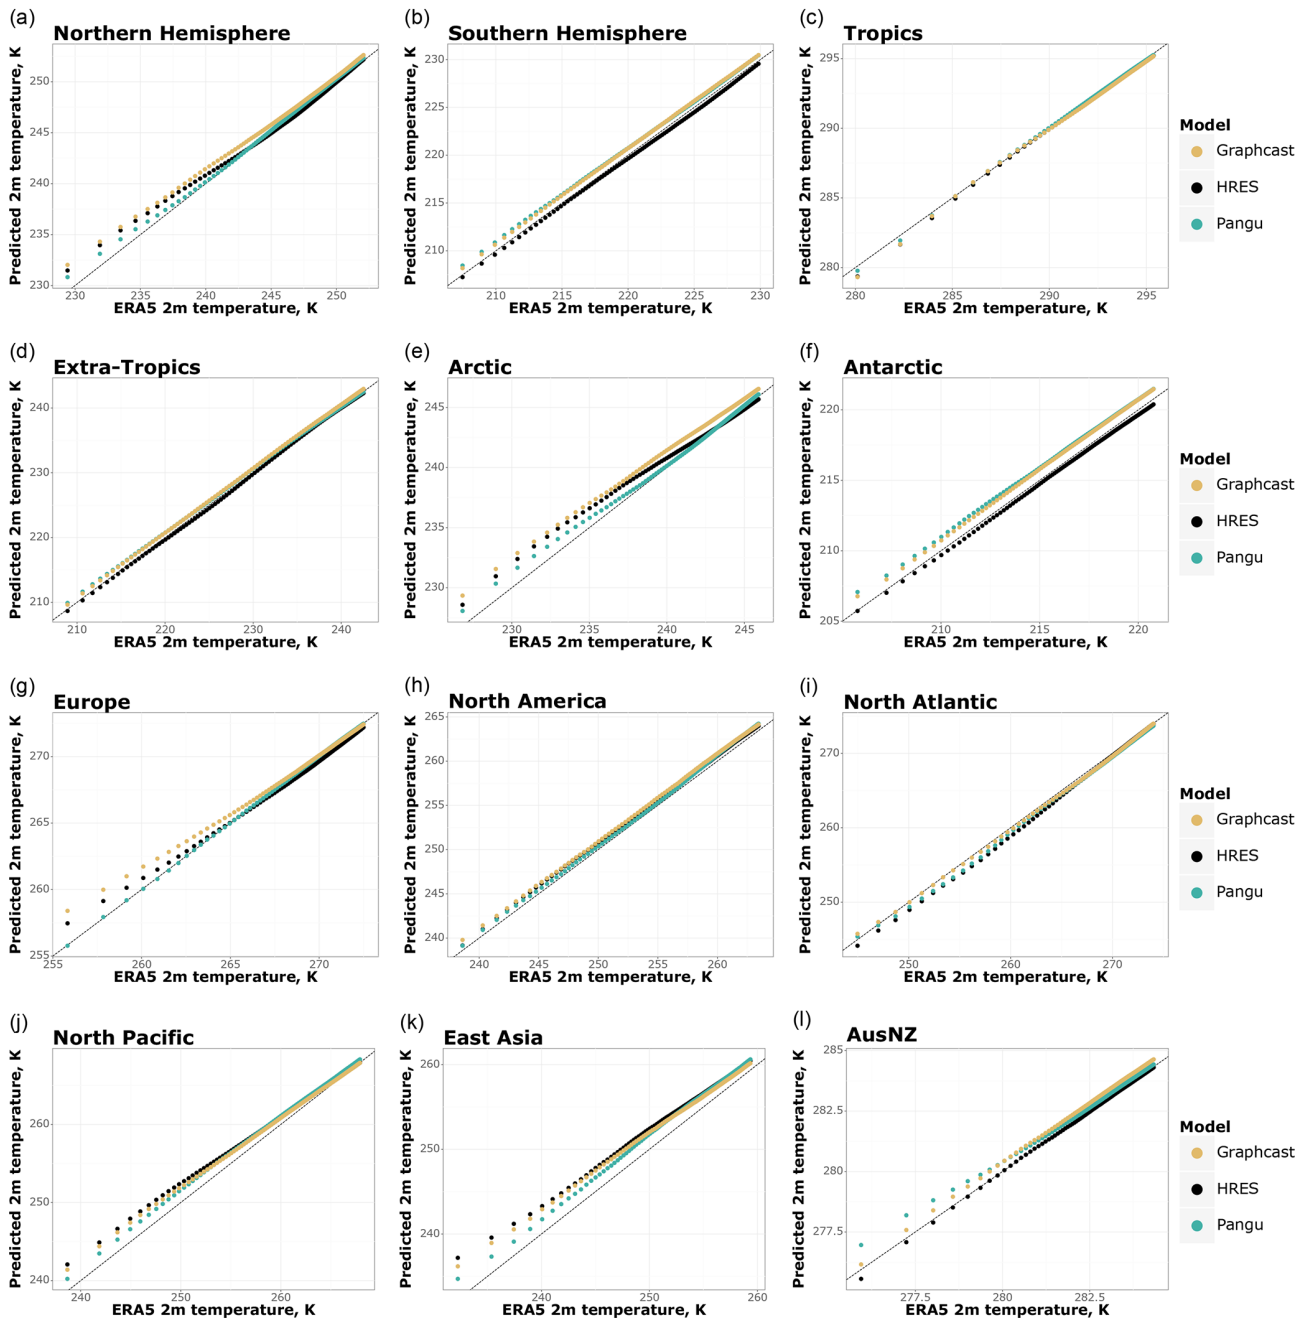 (a)
Northern Hemisphere
Predicted 2m temperature, K
250
245
240
235
230
230
235
240
245
250
ERA5 2m temperature, K
(b)
Southern Hemisphere
Predicted 2m temperature, K
230
225
220
215
210
210
215
220
225
230
ERA5 2m temperature, K
(c)
Tropics
Predicted 2m temperature, K
295
290
285
280
280
285
290
295
ERA5 2m temperature, K
Model
Graphcast
HRES
Pangu
(d)
Extra-Tropics
Predicted 2m temperature, K
240
230
220
210
210
220
230
240
ERA5 2m temperature, K
(e)
Arctic
Predicted 2m temperature, K
245
240
235
230
230
235
240
245
ERA5 2m temperature, K
(f)
Antarctic
Predicted 2m temperature, K
220
215
210
205
210
215
220
ERA5 2m temperature, K
Model
Graphcast
HRES
Pangu
(g)
Europe
Predicted 2m temperature, K
270
265
260
255
255
260
265
270
ERA5 2m temperature, K
(h)
North America
Predicted 2m temperature, K
265
260
255
250
245
240
240
245
250
255
260
ERA5 2m temperature, K
(i)
North Atlantic
Predicted 2m temperature, K
270
260
250
250
260
270
ERA5 2m temperature, K
Model
Graphcast
HRES
Pangu
(j)
North Pacific
Predicted 2m temperature, K
260
250
240
240
250
260
ERA5 2m temperature, K
(k)
East Asia
Predicted 2m temperature, K
260
250
240
240
250
260
ERA5 2m temperature, K
(l)
AusNZ
Predicted 2m temperature, K
285
282.5
280
277.5
277.5
280
282.5
ERA5 2m temperature, K
Model
Graphcast
HRES
Pangu